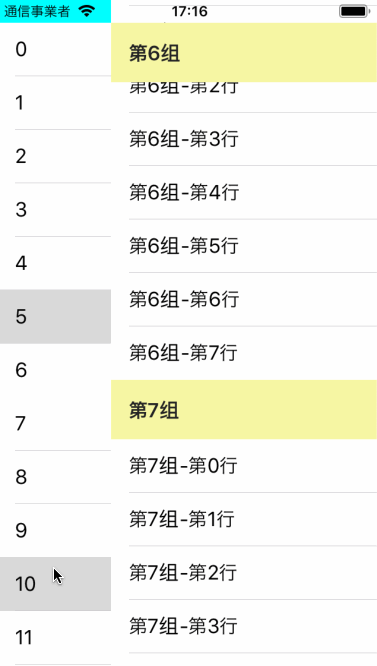 通信事業者 17:16
0
1
2
3
4
5
6
7
8
9
10
11
第6组
第6组-第2行
第6组-第3行
第6组-第4行
第6组-第5行
第6组-第6行
第6组-第7行
第7组
第7组-第0行
第7组-第1行
第7组-第2行
第7组-第3行